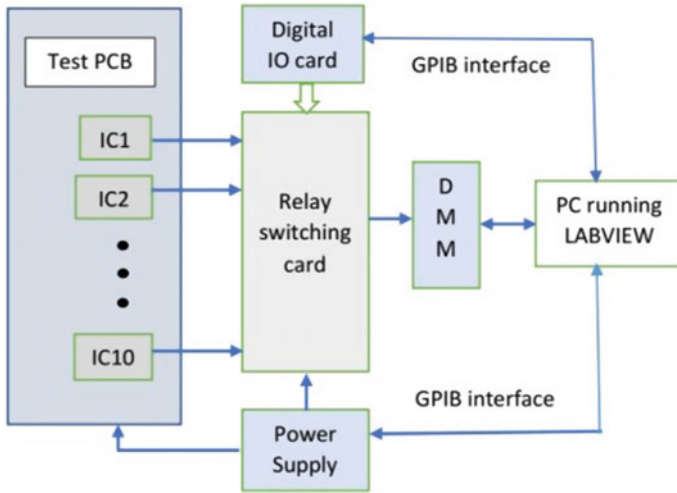 Test PCB
IC1
IC2
IC10
Digital
IO card
GPIB interface
Relay
switching
card
D
M
M
PC running
LABVIEW
GPIB interface
Power
Supply